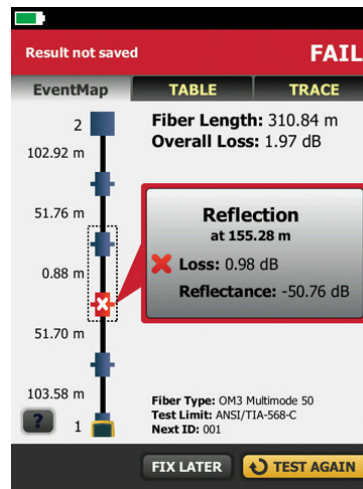 Result not saved
FAIL
EventMap
TABLE
TRACE
2
Fiber Length: 310.84 m
Overall Loss: 1.97 dB
102.92 m
51.76 m
Reflection
at 155.28 m
Loss: 0.98 dB
Reflectance: -50.76 dB
0.88 m
51.70 m
103.58 m
Fiber Type: OM3 Multimode 50
Test Limit: ANSI/TIA-568-C
Next ID: 001
?
1
FIX LATER
TEST AGAIN